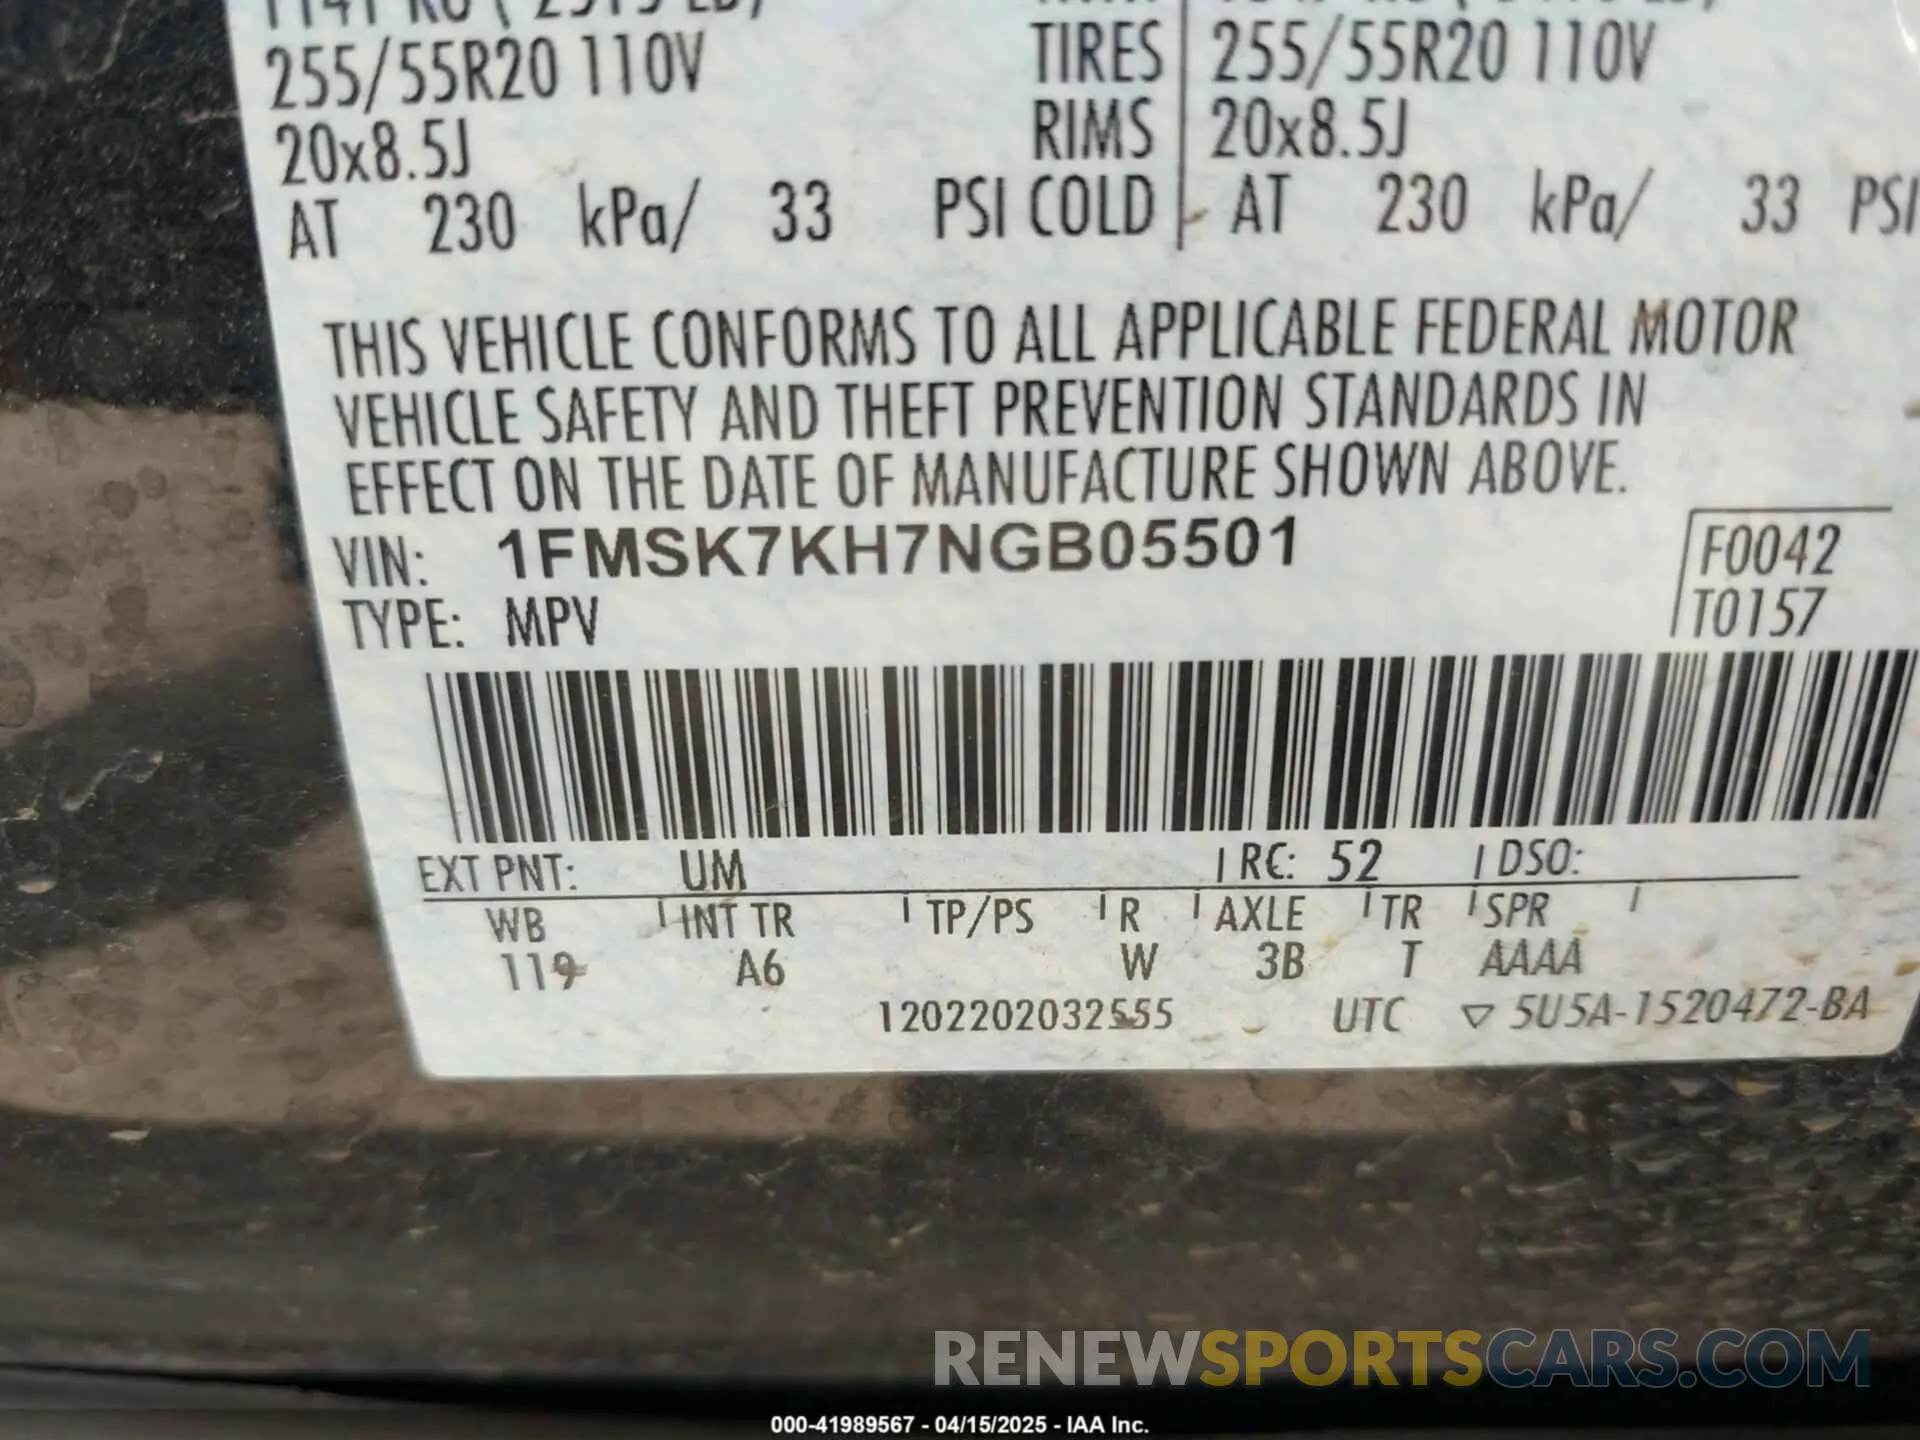 255/55R20 110V TIRES 255/55R20 110V
20x8.5J RIMS 20x8.5J
AT 230 kPa/ 33 PSI COLD AT 230 kPa/ 33 PSI
THIS VEHICLE CONFORMS TO ALL APPLICABLE FEDERAL MOTOR
VEHICLE SAFETY AND THEFT PREVENTION STANDARDS IN
EFFECT ON THE DATE OF MANUFACTURE SHOWN ABOVE.
VIN: 1FMSK7KH7NGB05501 F0042
TYPE: MPV T0157
EXT PNT: UM RC: 52 DSO:
WB INT TR TP/PS R AXLE TR SPR
119 A6 W 3B T AAAA
1202202032555 UTC ▽ 5U5A-1520472-BA
RENEWSPORTSCARS.COM
000-41989567 - 04/15/2025 - IAA Inc.